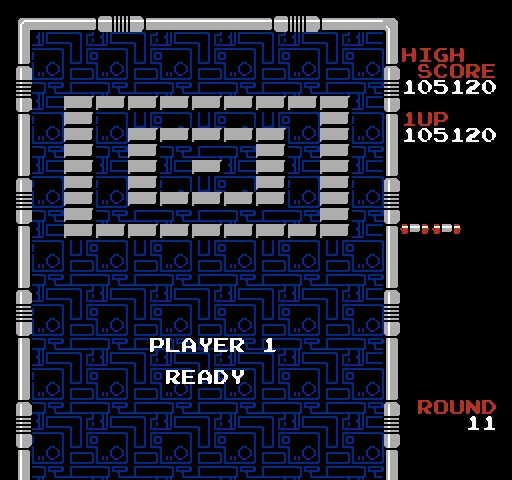 HIGH
SCORE
105120
1UP
105120
PLAYER 1
READY
ROUND
11